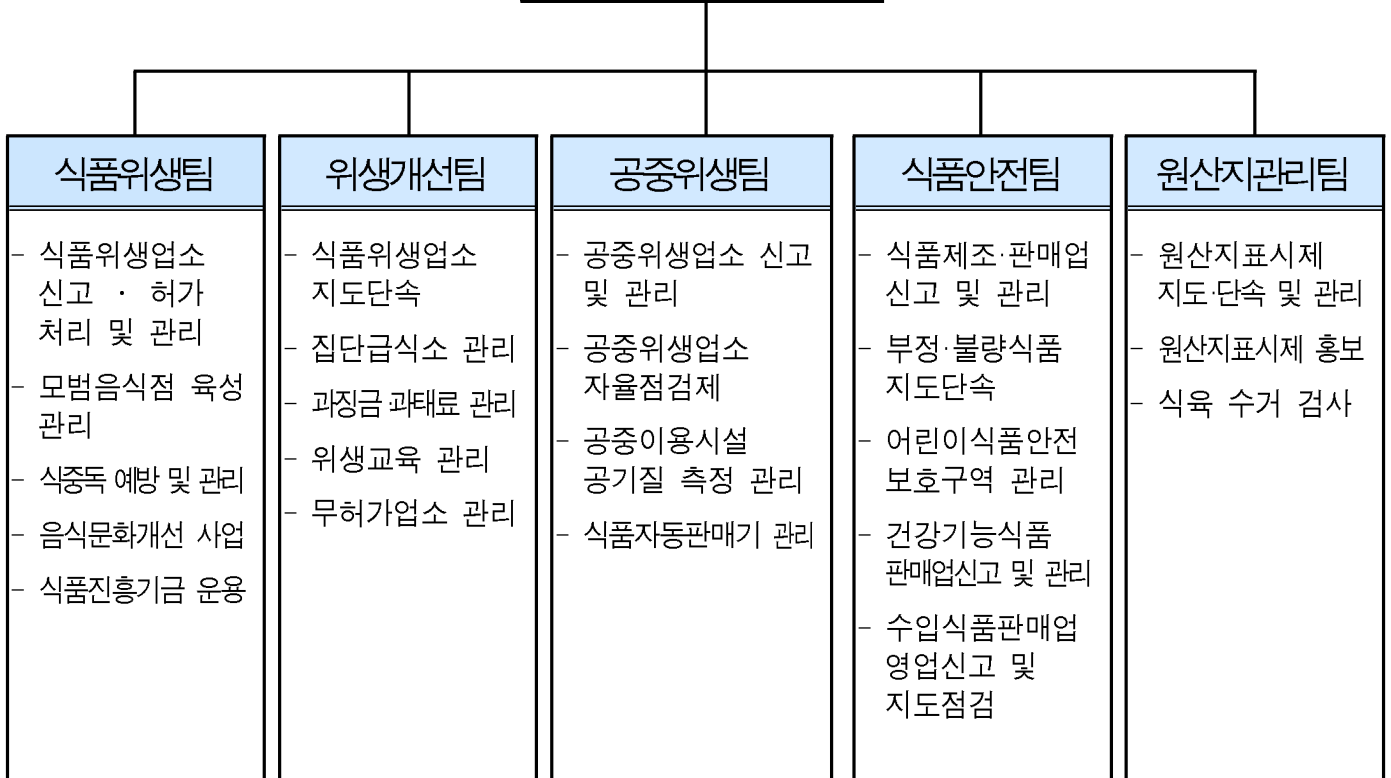 식품위생팀
- 식품위생업소
신고 · 허가
처리 및 관리
- 모범음식점 육성
관리
- 식중독 예방 및 관리
- 음식문화개선 사업
- 식품진흥기금 운용
위생개선팀
- 식품위생업소
지도단속
- 집단급식소 관리
- 과징금·과태료 관리
- 위생교육 관리
- 무허가업소 관리
공중위생팀
- 공중위생업소 신고
및 관리
- 공중위생업소
자율점검제
- 공중이용시설
공기질 측정 관리
- 식품자동판매기 관리
식품안전팀
- 식품제조·판매업
신고 및 관리
- 부정·불량식품
지도단속
- 어린이식품안전
보호구역 관리
- 건강기능식품
판매업신고 및 관리
- 수입식품판매업
영업신고 및
지도점검
원산지관리팀
- 원산지표시제
지도·단속 및 관리
- 원산지표시제 홍보
- 식육 수거 검사